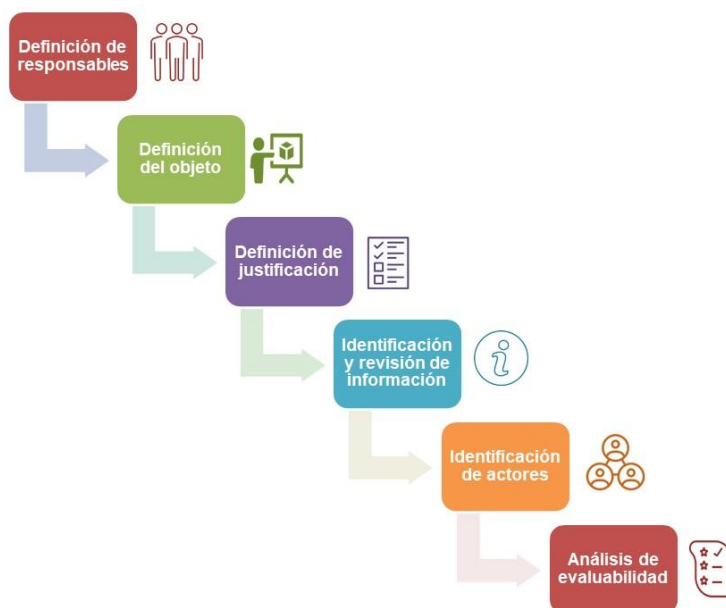 Definición de
responsables
Definición
del objeto
Definición de
justificación
Identificación
y revisión de
información
Identificación
de actores
Análisis de
evaluabilidad